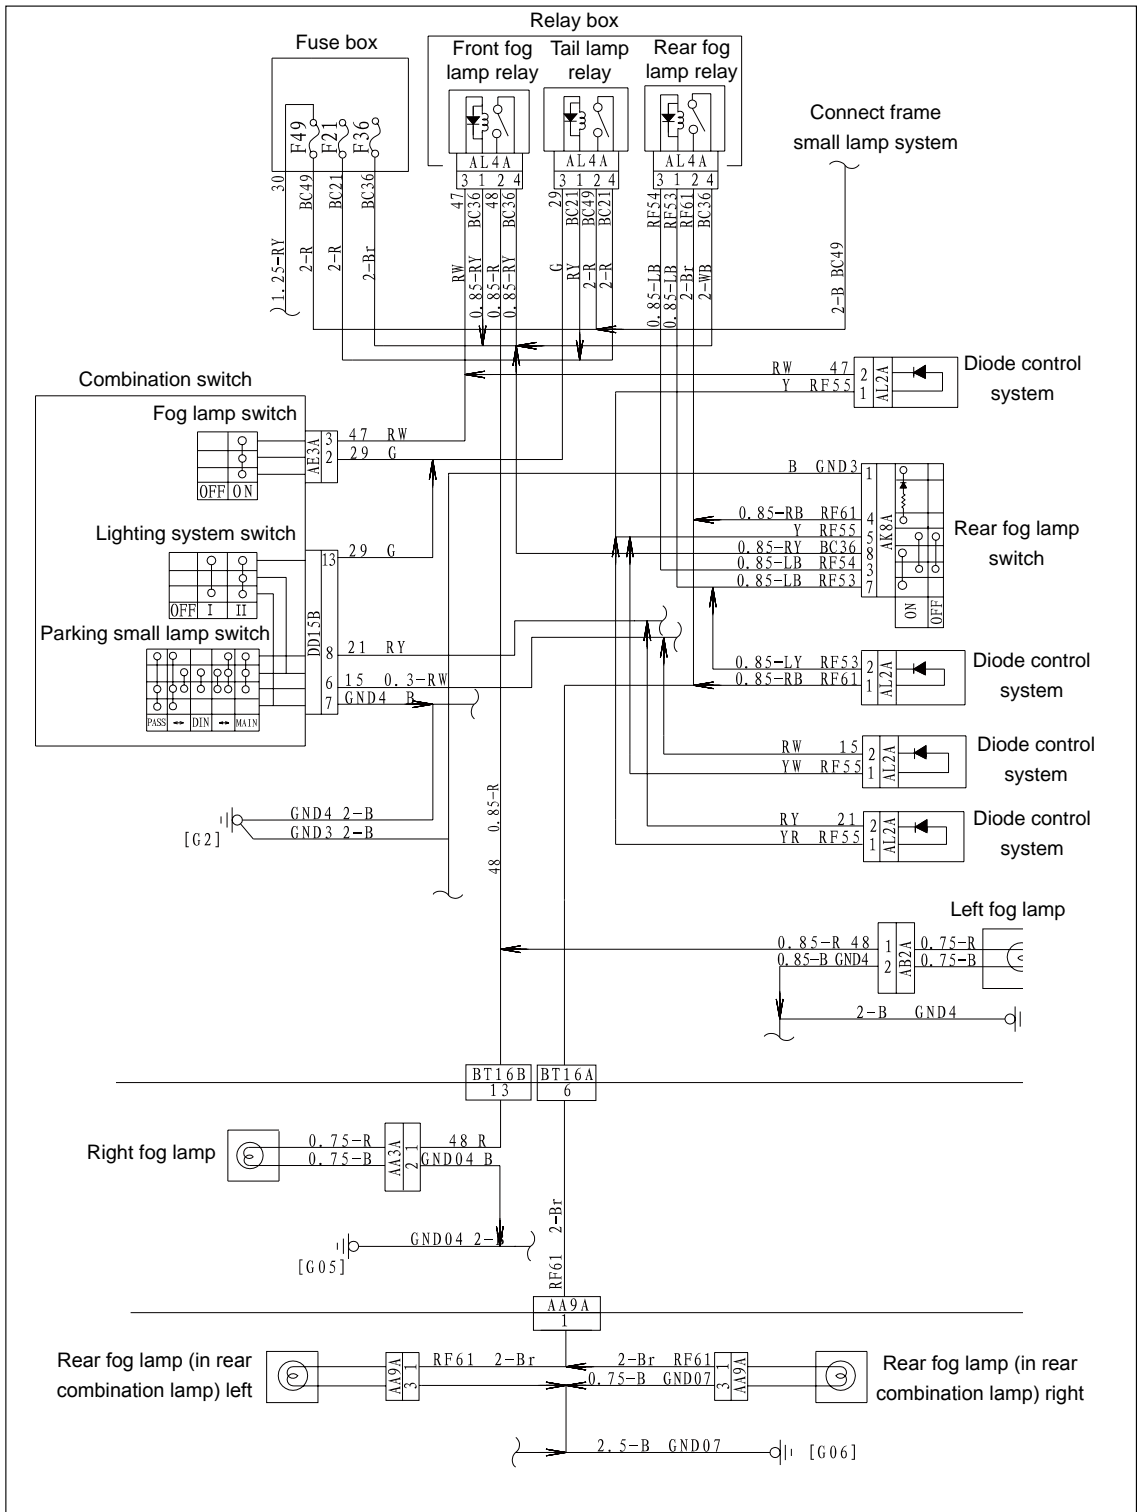 Relay box
Fuse box
Front fog
lamp relay
Tail lamp
relay
Rear fog
lamp relay
Connect frame
small lamp system
F49
F21
F36
AL4A
AL4A
AL4A
3 1 2 4
3 1 2 4
3 1 2 4
30
BC49
BC21
BC36
47
BC36
48
BC36
29
BC21
BC49
BC21
RF54
RF53
RF61
BC36
1.25-RY
2-R
2-R
2-Br
RW
0.85-RY
0.85-R
0.85-RY
G
RY
2-R
2-R
0.85-LB
0.85-LB
2-Br
2-WB
2-B BC49
Combination switch
Fog lamp switch
OFF ON
AE3A
3
2
47 RW
29 G
RW 47
Y RF55
2
1
AL2A
Diode control
system
Lighting system switch
OFF I II
13
29 G
DD15B
Parking small lamp switch
PASS ↔ DIN ↔ MAIN
8
21 RY
6
15 0.3-RW
7
GND4 B
B GND3
0.85-RB RF61
Y RF55
0.85-RY BC36
0.85-LB RF54
0.85-LB RF53
1
4
5
8
3
7
AK8A
ON
OFF
Rear fog lamp
switch
0.85-LY RF53
0.85-RB RF61
2
1
AL2A
Diode control
system
RW 15
YW RF55
2
1
AL2A
Diode control
system
RY 21
YR RF55
2
1
AL2A
Diode control
system
GND4 2-B
GND3 2-B
[G2]
0.85-R
48
Left fog lamp
0.85-R 48
0.85-B GND4
1
2
AB2A
0.75-R
0.75-B
2-B GND4
BT16B
13
BT16A
6
Right fog lamp
0.75-R
0.75-B
AA3A
1
2
48 R
GND04 B
GND04 2-B
[G05]
2-Br
RF61
AA9A
1
Rear fog lamp (in rear
combination lamp) left
AA9A
1
3
RF61 2-Br
2-Br RF61
0.75-B GND07
1
3
AA9A
Rear fog lamp (in rear
combination lamp) right
2.5-B GND07
[G06]